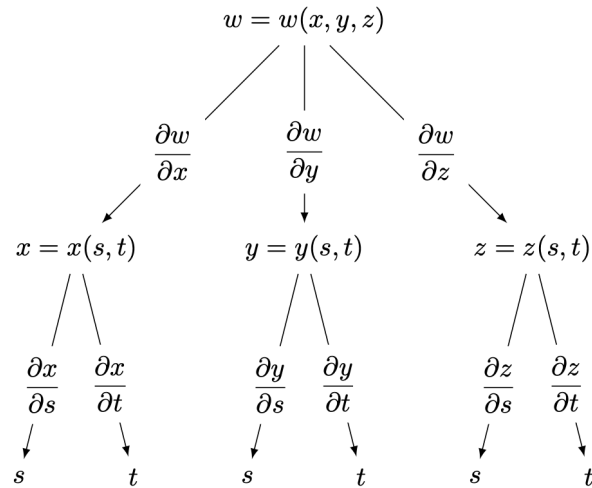 w = w(x, y, z)
∂w/∂x ∂w/∂y ∂w/∂z
x = x(s, t) y = y(s, t) z = z(s, t)
∂x/∂s ∂x/∂t ∂y/∂s ∂y/∂t ∂z/∂s ∂z/∂t
s t s t s t